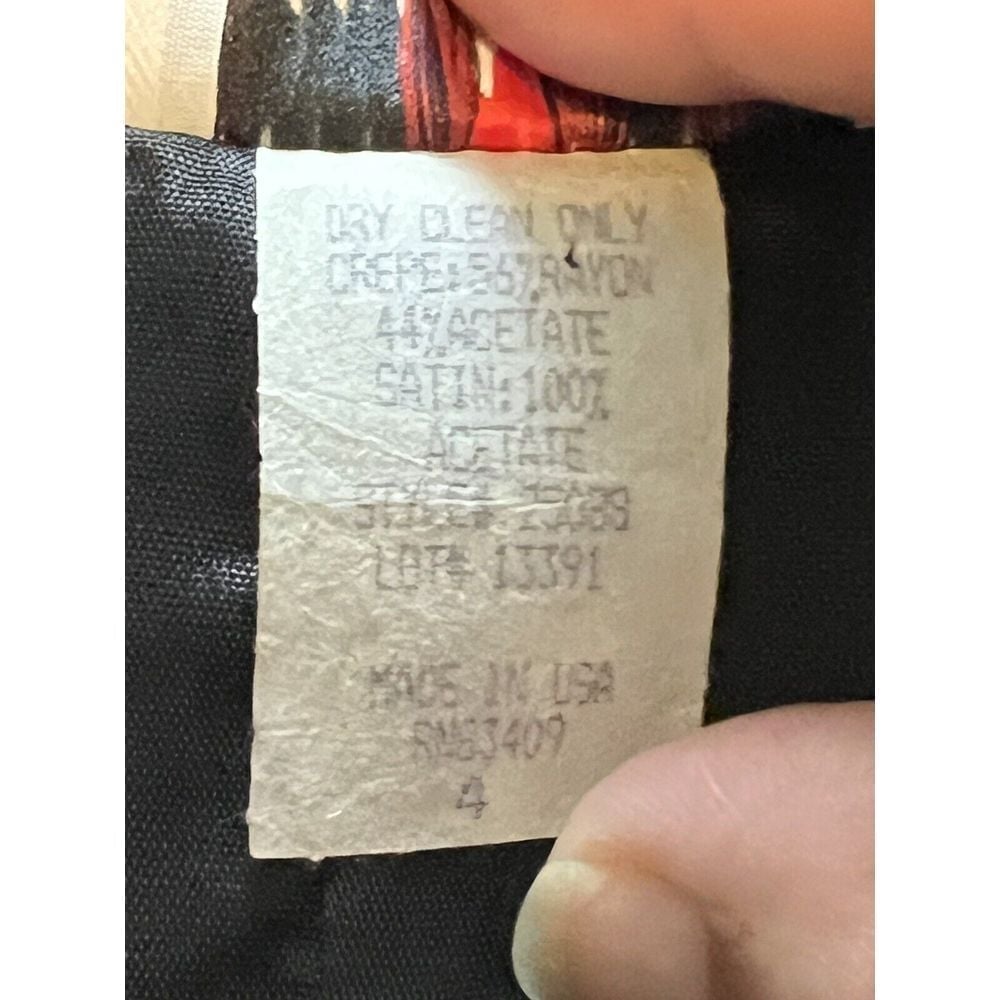 DRY CLEAN ONLY
CREPE:56% RAYON
44% ACETATE
SATIN:100%
ACETATE
LOT# 13391
MADE IN USA
RN63409
4